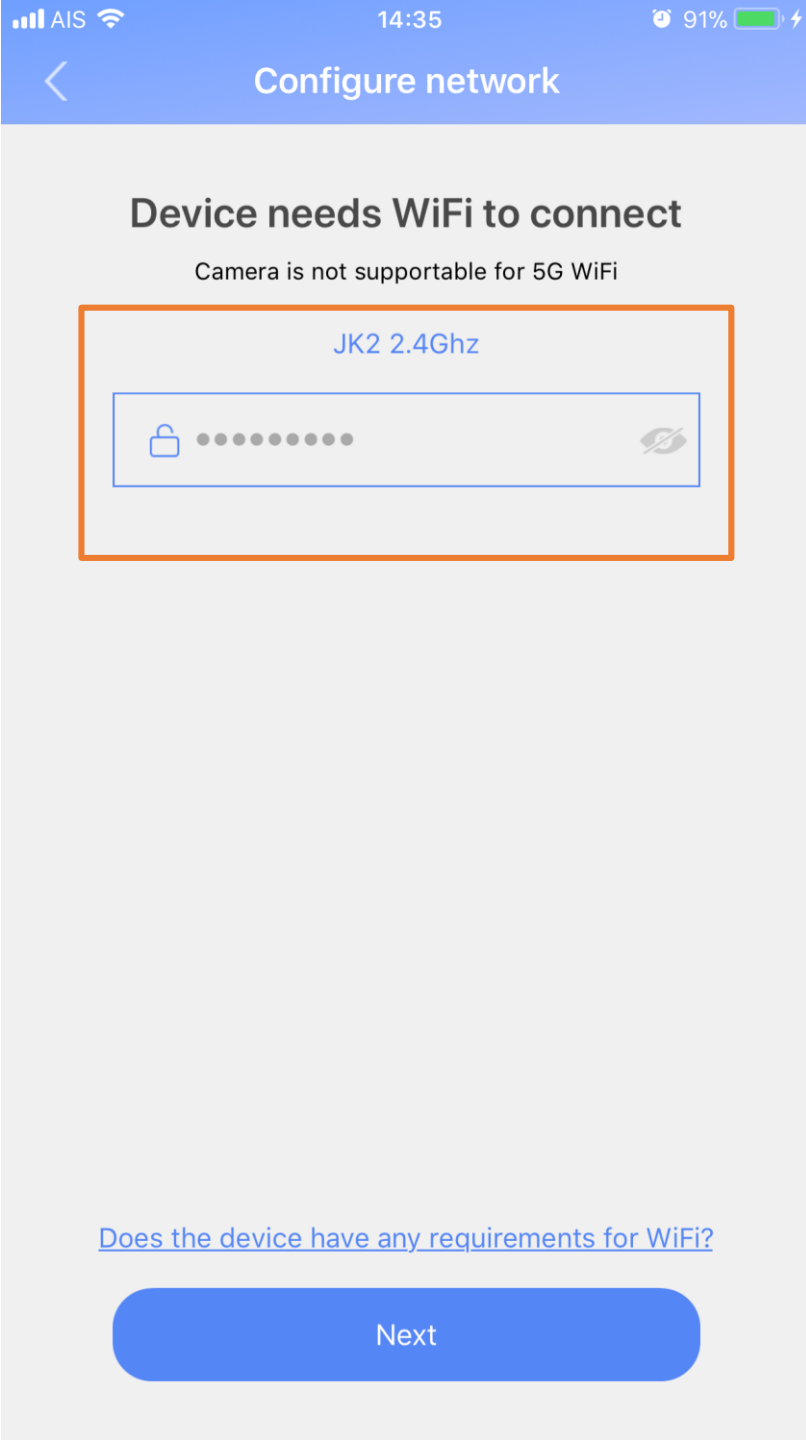 AIS 14:35 91%
Configure network
Device needs WiFi to connect
Camera is not supportable for 5G WiFi
JK2 2.4Ghz
•••••••••
Does the device have any requirements for WiFi?
Next